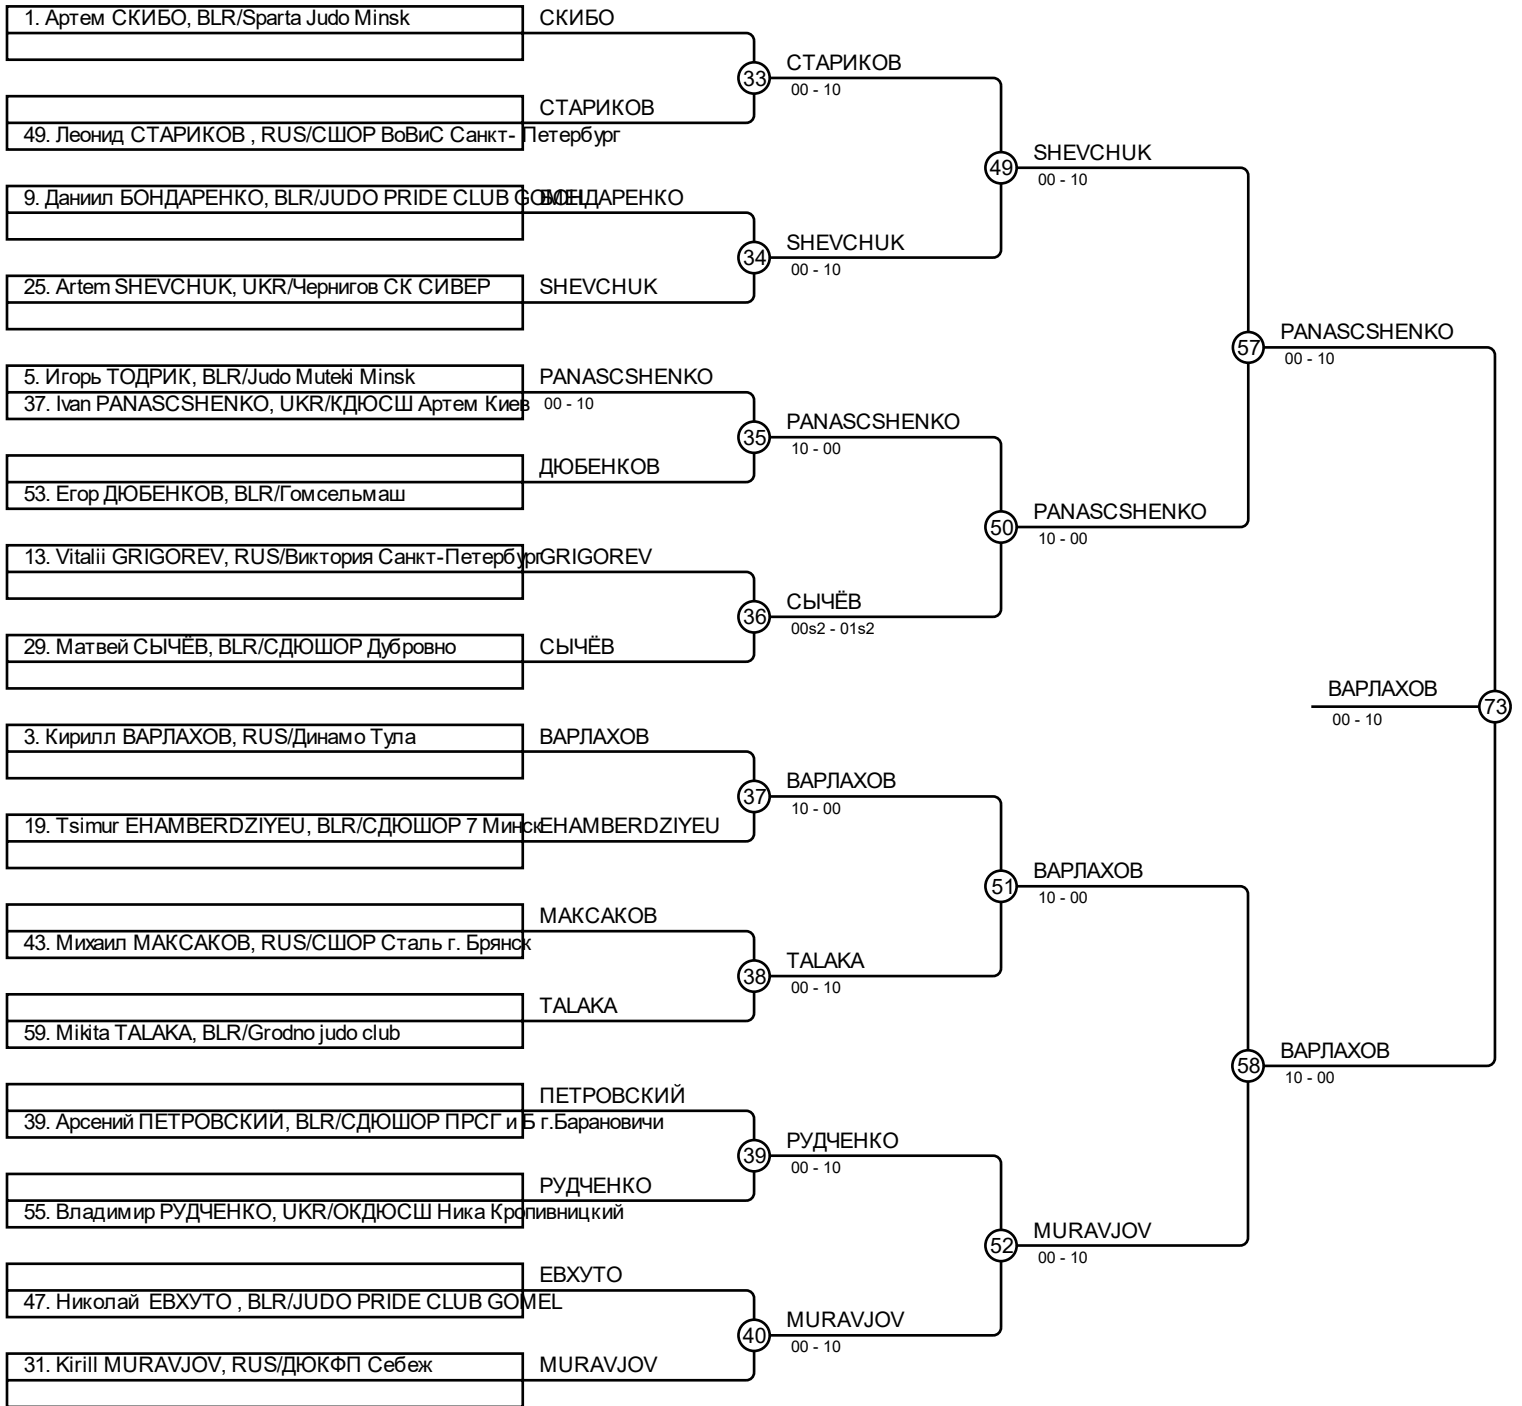 1. Артем СКИБО, BLR/Sparta Judo Minsk
СКИБО
33
СТАРИКОВ
00 - 10
СТАРИКОВ
49. Леонид СТАРИКОВ , RUS/СШОР ВоВиС Санкт- Петербург
49
SHEVCHUK
00 - 10
9. Даниил БОНДАРЕНКО, BLR/JUDO PRIDE CLUB GOMEL
БОНДАРЕНКО
34
SHEVCHUK
00 - 10
25. Artem SHEVCHUK, UKR/Чернигов СК СИВЕР
SHEVCHUK
57
PANASCSHENKO
00 - 10
5. Игорь ТОДРИК, BLR/Judo Muteki Minsk
PANASCSHENKO
37. Ivan PANASCSHENKO, UKR/КДЮСШ Артем Киев
00 - 10
35
PANASCSHENKO
10 - 00
ДЮБЕНКОВ
53. Егор ДЮБЕНКОВ, BLR/Гомсельмаш
50
PANASCSHENKO
10 - 00
13. Vitalii GRIGOREV, RUS/Виктория Санкт-Петербург
GRIGOREV
36
СЫЧЁВ
00s2 - 01s2
29. Матвей СЫЧЁВ, BLR/СДЮШОР Дубровно
СЫЧЁВ
ВАРЛАХОВ
00 - 10
73
3. Кирилл ВАРЛАХОВ, RUS/Динамо Тула
ВАРЛАХОВ
37
ВАРЛАХОВ
10 - 00
19. Tsimur EHAMBERDZIYEU, BLR/СДЮШОР 7 Минск
EHAMBERDZIYEU
51
ВАРЛАХОВ
10 - 00
МАКСАКОВ
43. Михаил МАКСАКОВ, RUS/СШОР Сталь г. Брянск
38
TALAKA
00 - 10
TALAKA
59. Mikita TALAKA, BLR/Grodno judo club
58
ВАРЛАХОВ
10 - 00
ПЕТРОВСКИЙ
39. Арсений ПЕТРОВСКИЙ, BLR/СДЮШОР ПРСГ и Б г.Барановичи
39
РУДЧЕНКО
00 - 10
РУДЧЕНКО
55. Владимир РУДЧЕНКО, UKR/ОКДЮСШ Ника Кропивницкий
52
MURAVJOV
00 - 10
ЕВХУТО
47. Николай ЕВХУТО , BLR/JUDO PRIDE CLUB GOMEL
40
MURAVJOV
00 - 10
31. Kirill MURAVJOV, RUS/ДЮКФП Себеж
MURAVJOV